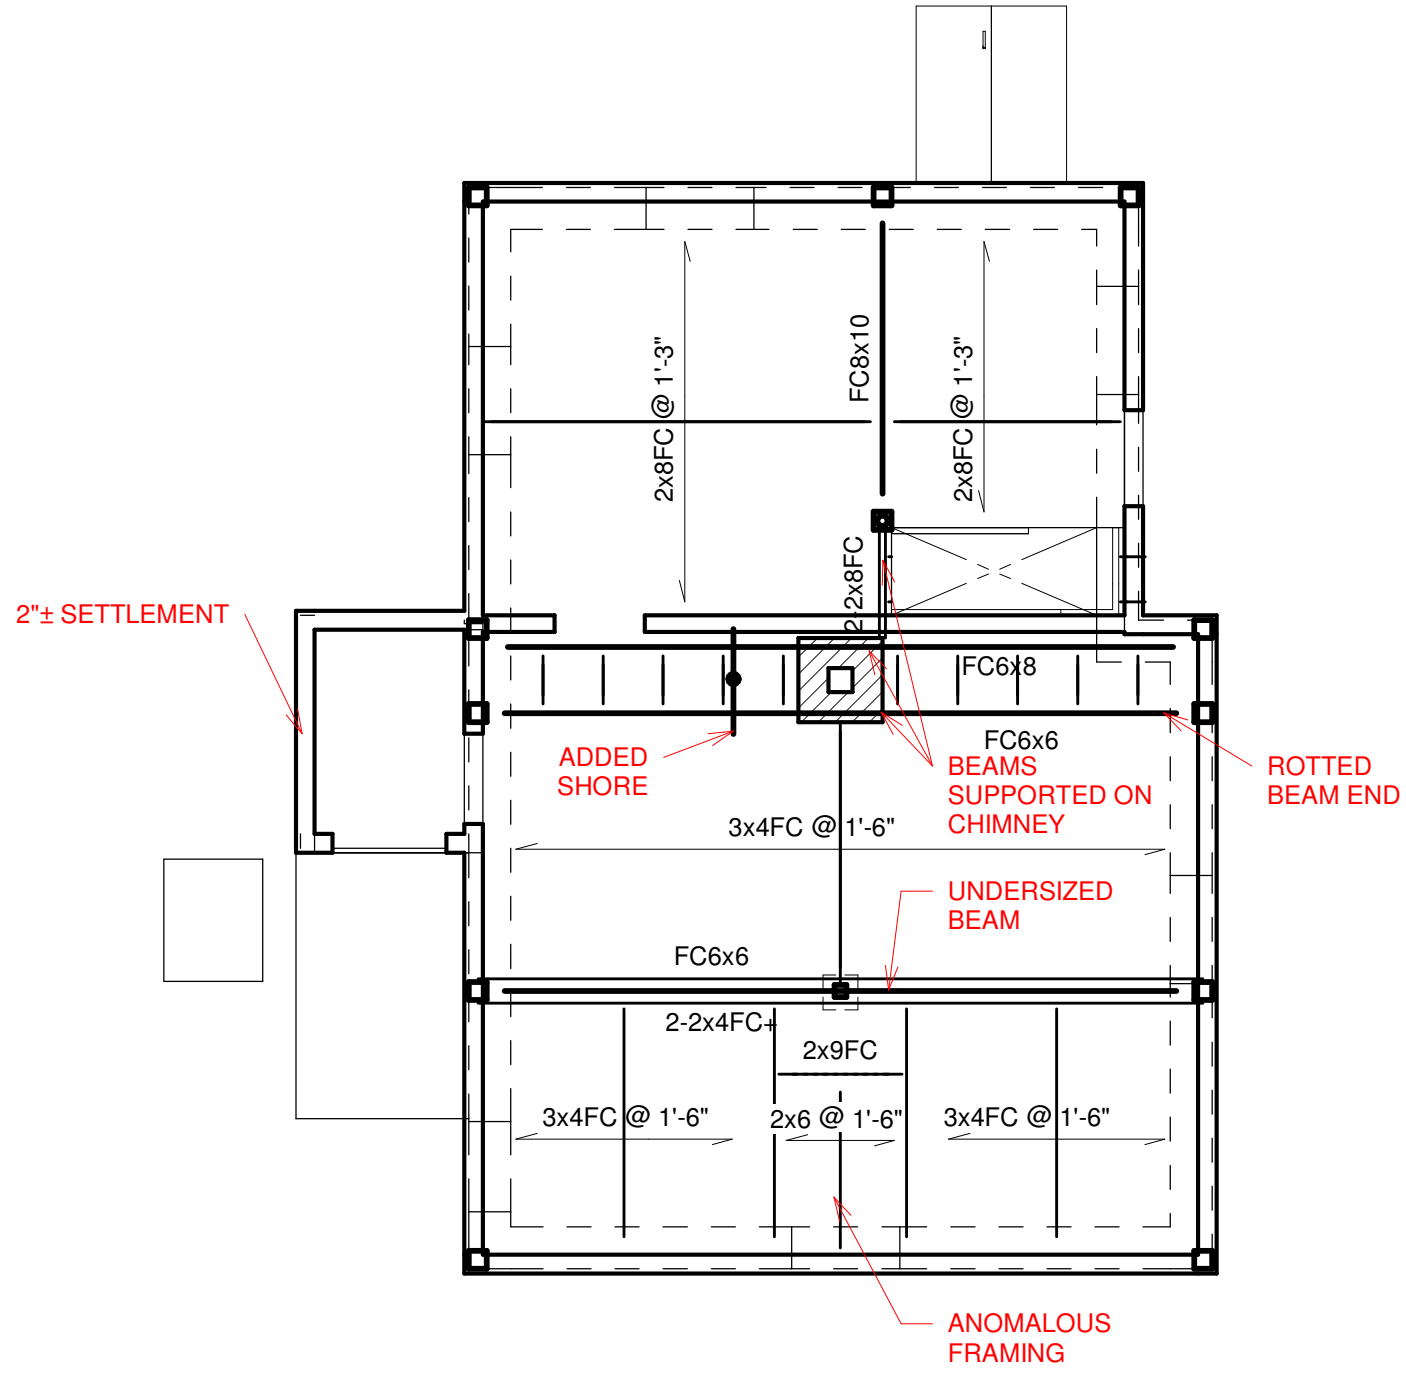 FC8x10
2x8FC @ 1'-3"
2x8FC @ 1'-3"
2-2x8FC
2"± SETTLEMENT
FC6x8
FC6x6
ADDED
SHORE
BEAMS
SUPPORTED ON
CHIMNEY
ROTTED
BEAM END
3x4FC @ 1'-6"
UNDERSIZED
BEAM
FC6x6
2-2x4FC+
2x9FC
3x4FC @ 1'-6"
2x6 @ 1'-6"
3x4FC @ 1'-6"
ANOMALOUS
FRAMING